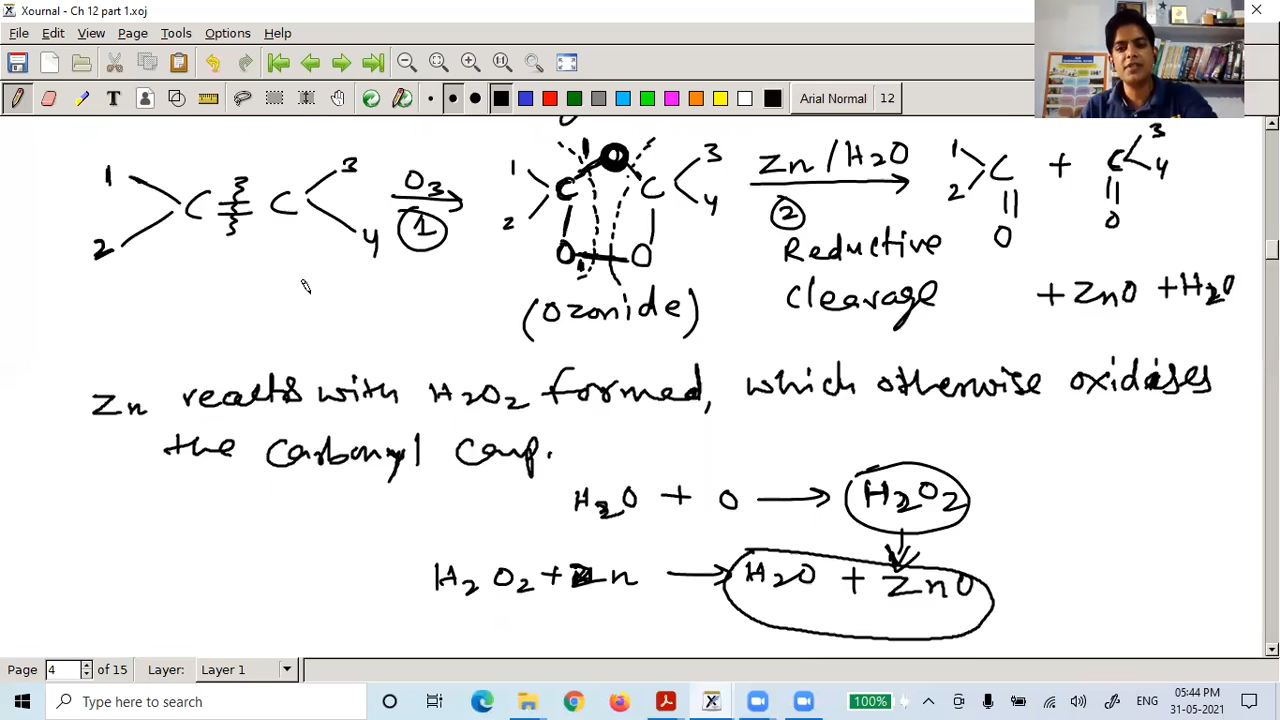 Xournal - Ch 12 part 1.xoj
File Edit View Page Tools Options Help
Arial Normal 12
1 2 C C 3 4
O3
1
1 2 C O C 3 4
O O
(Ozonide)
Zn/H2O
2
Reductive
Cleavage
1 2 C O + C 3 4 O
+ ZnO + H2O
Zn reacts with H2O2 formed, which otherwise oxidises
the Carbonyl Comp.
H2O + O → H2O2
H2O2 + Zn → H2O + ZnO
Page 4 of 15 Layer: Layer 1
Type here to search
100%
ENG
05:44 PM
31-05-2021